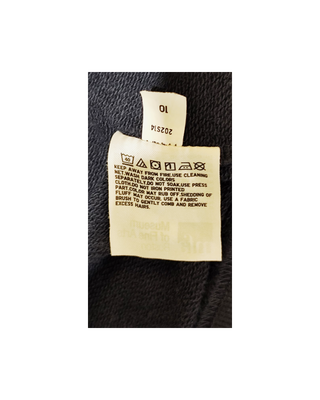 10
202S14
40
KEEP AWAY FROM FIRE.USE CLEANING
NET.WASH DARK COLORS
SEPARATELY.DO NOT SOAK.USE PRESS
CLOTH.DO NOT IRON PRINTED
PART.COLOR MAY RUB OFF.SHEDDING OF
FLUFF MAY OCCUR. USE A FABRIC
BRUSH TO GENTLY COMB AND REMOVE
EXCESS HAIRS.